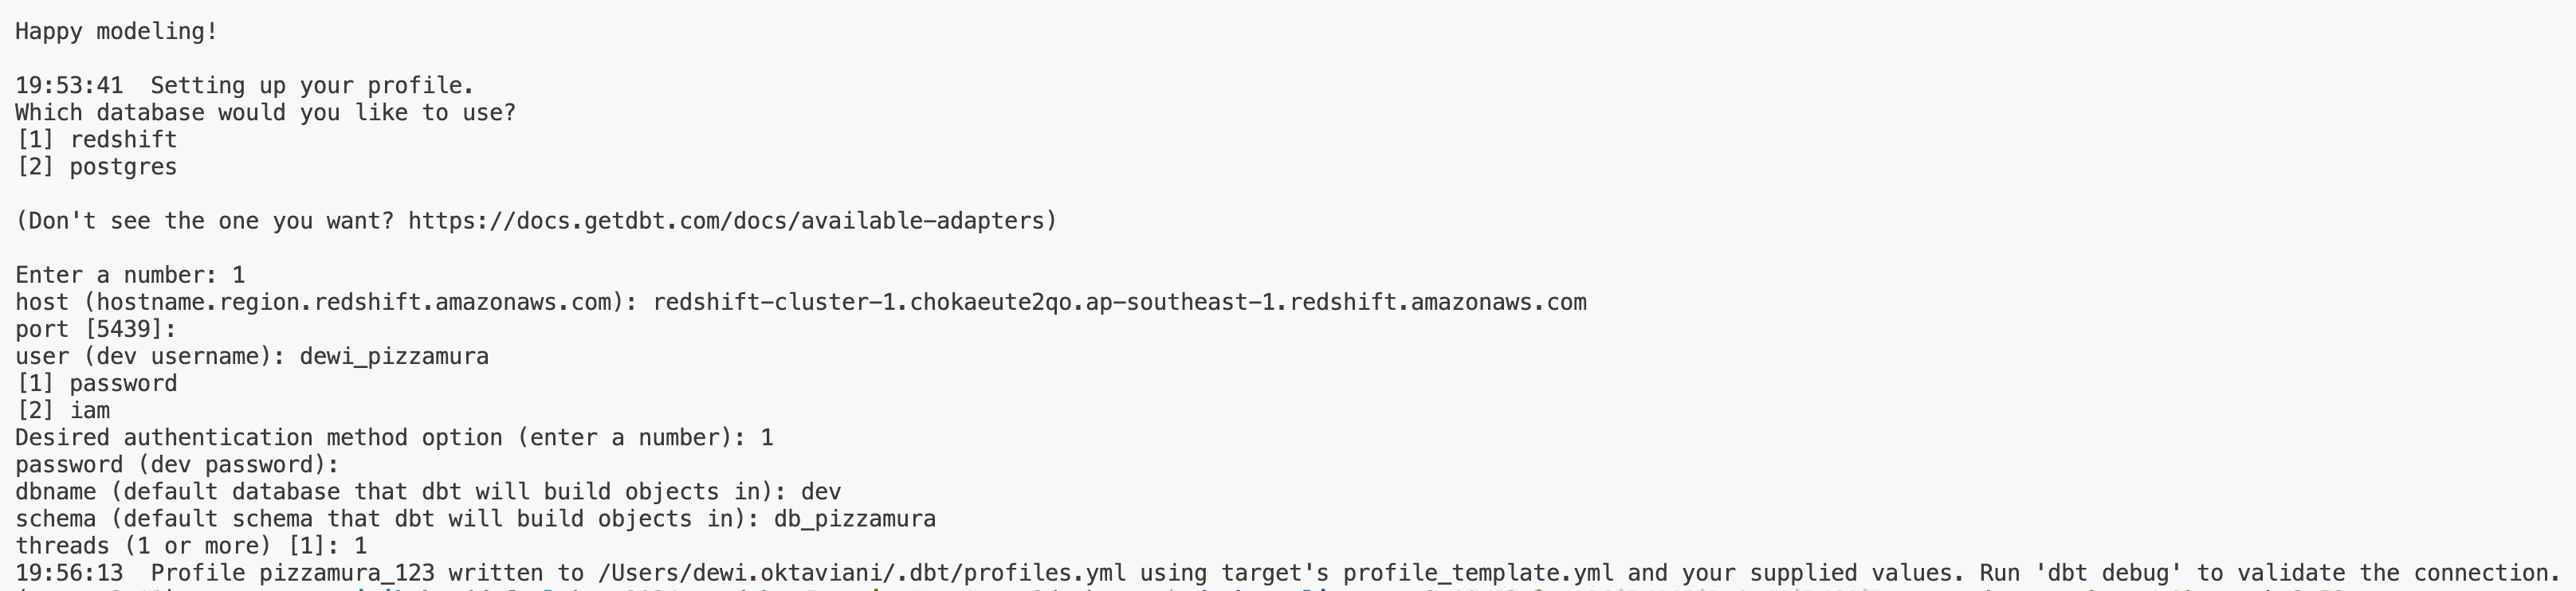 Happy modeling!
19:53:41  Setting up your profile.
Which database would you like to use?
[1] redshift
[2] postgres
(Don't see the one you want? https://docs.getdbt.com/docs/available-adapters)
Enter a number: 1
host (hostname.region.redshift.amazonaws.com): redshift-cluster-1.chokaeute2qo.ap-southeast-1.redshift.amazonaws.com
port [5439]:
user (dev username): dewi_pizzamura
[1] password
[2] iam
Desired authentication method option (enter a number): 1
password (dev password):
dbname (default database that dbt will build objects in): dev
schema (default schema that dbt will build objects in): db_pizzamura
threads (1 or more) [1]: 1
19:56:13  Profile pizzamura_123 written to /Users/dewi.oktaviani/.dbt/profiles.yml using target's profile_template.yml and your supplied values. Run 'dbt debug' to validate the connection.